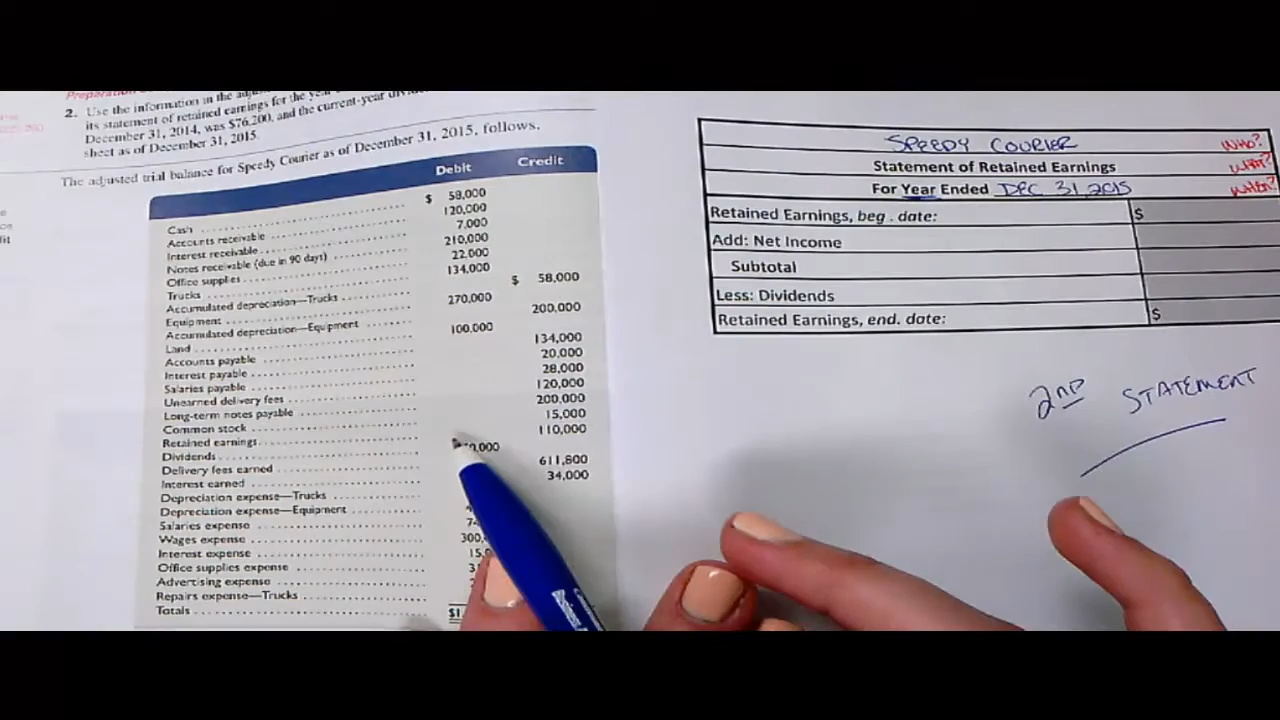 Preparation
2. Use the information in the
its statement of retained earnings for the year
December 31, 2014, was $76,200, and the current-year
sheet as of December 31, 2015.
The adjusted trial balance for Speedy Courier as of December 31, 2015, follows.
Debit Credit
Cash $ 58,000
Accounts receivable 120,000
Interest receivable 7,000
Notes receivable (due in 90 days) 210,000
Office supplies 22,000
Trucks 134,000
Accumulated depreciation—Trucks $ 58,000
Equipment 270,000
Accumulated depreciation—Equipment 200,000
Land 100,000
Accounts payable 134,000
Interest payable 20,000
Salaries payable 28,000
Unearned delivery fees 120,000
Long-term notes payable 200,000
Common stock 15,000
Retained earnings 110,000
Dividends
Delivery fees earned 611,800
Interest earned 34,000
Depreciation expense—Trucks
Depreciation expense—Equipment
Salaries expense
Wages expense 300,
Interest expense
Office supplies expense
Advertising expense
Repairs expense—Trucks
Totals $1
SPEEDY COURIER WHO?
Statement of Retained Earnings WHAT?
For Year Ended DEC 31, 2015 WHEN?
Retained Earnings, beg. date: $
Add: Net Income
Subtotal
Less: Dividends
Retained Earnings, end. date: $
2ND STATEMENT